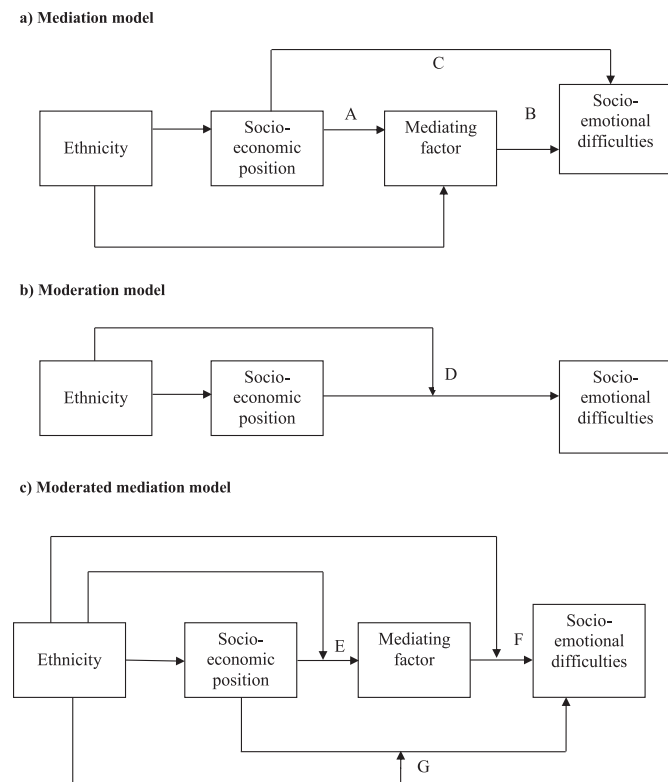 a) Mediation model
C
Ethnicity
Socio-
economic
position
A
Mediating
factor
B
Socio-
emotional
difficulties
b) Moderation model
Ethnicity
Socio-
economic
position
D
Socio-
emotional
difficulties
c) Moderated mediation model
Ethnicity
Socio-
economic
position
E
Mediating
factor
F
Socio-
emotional
difficulties
G